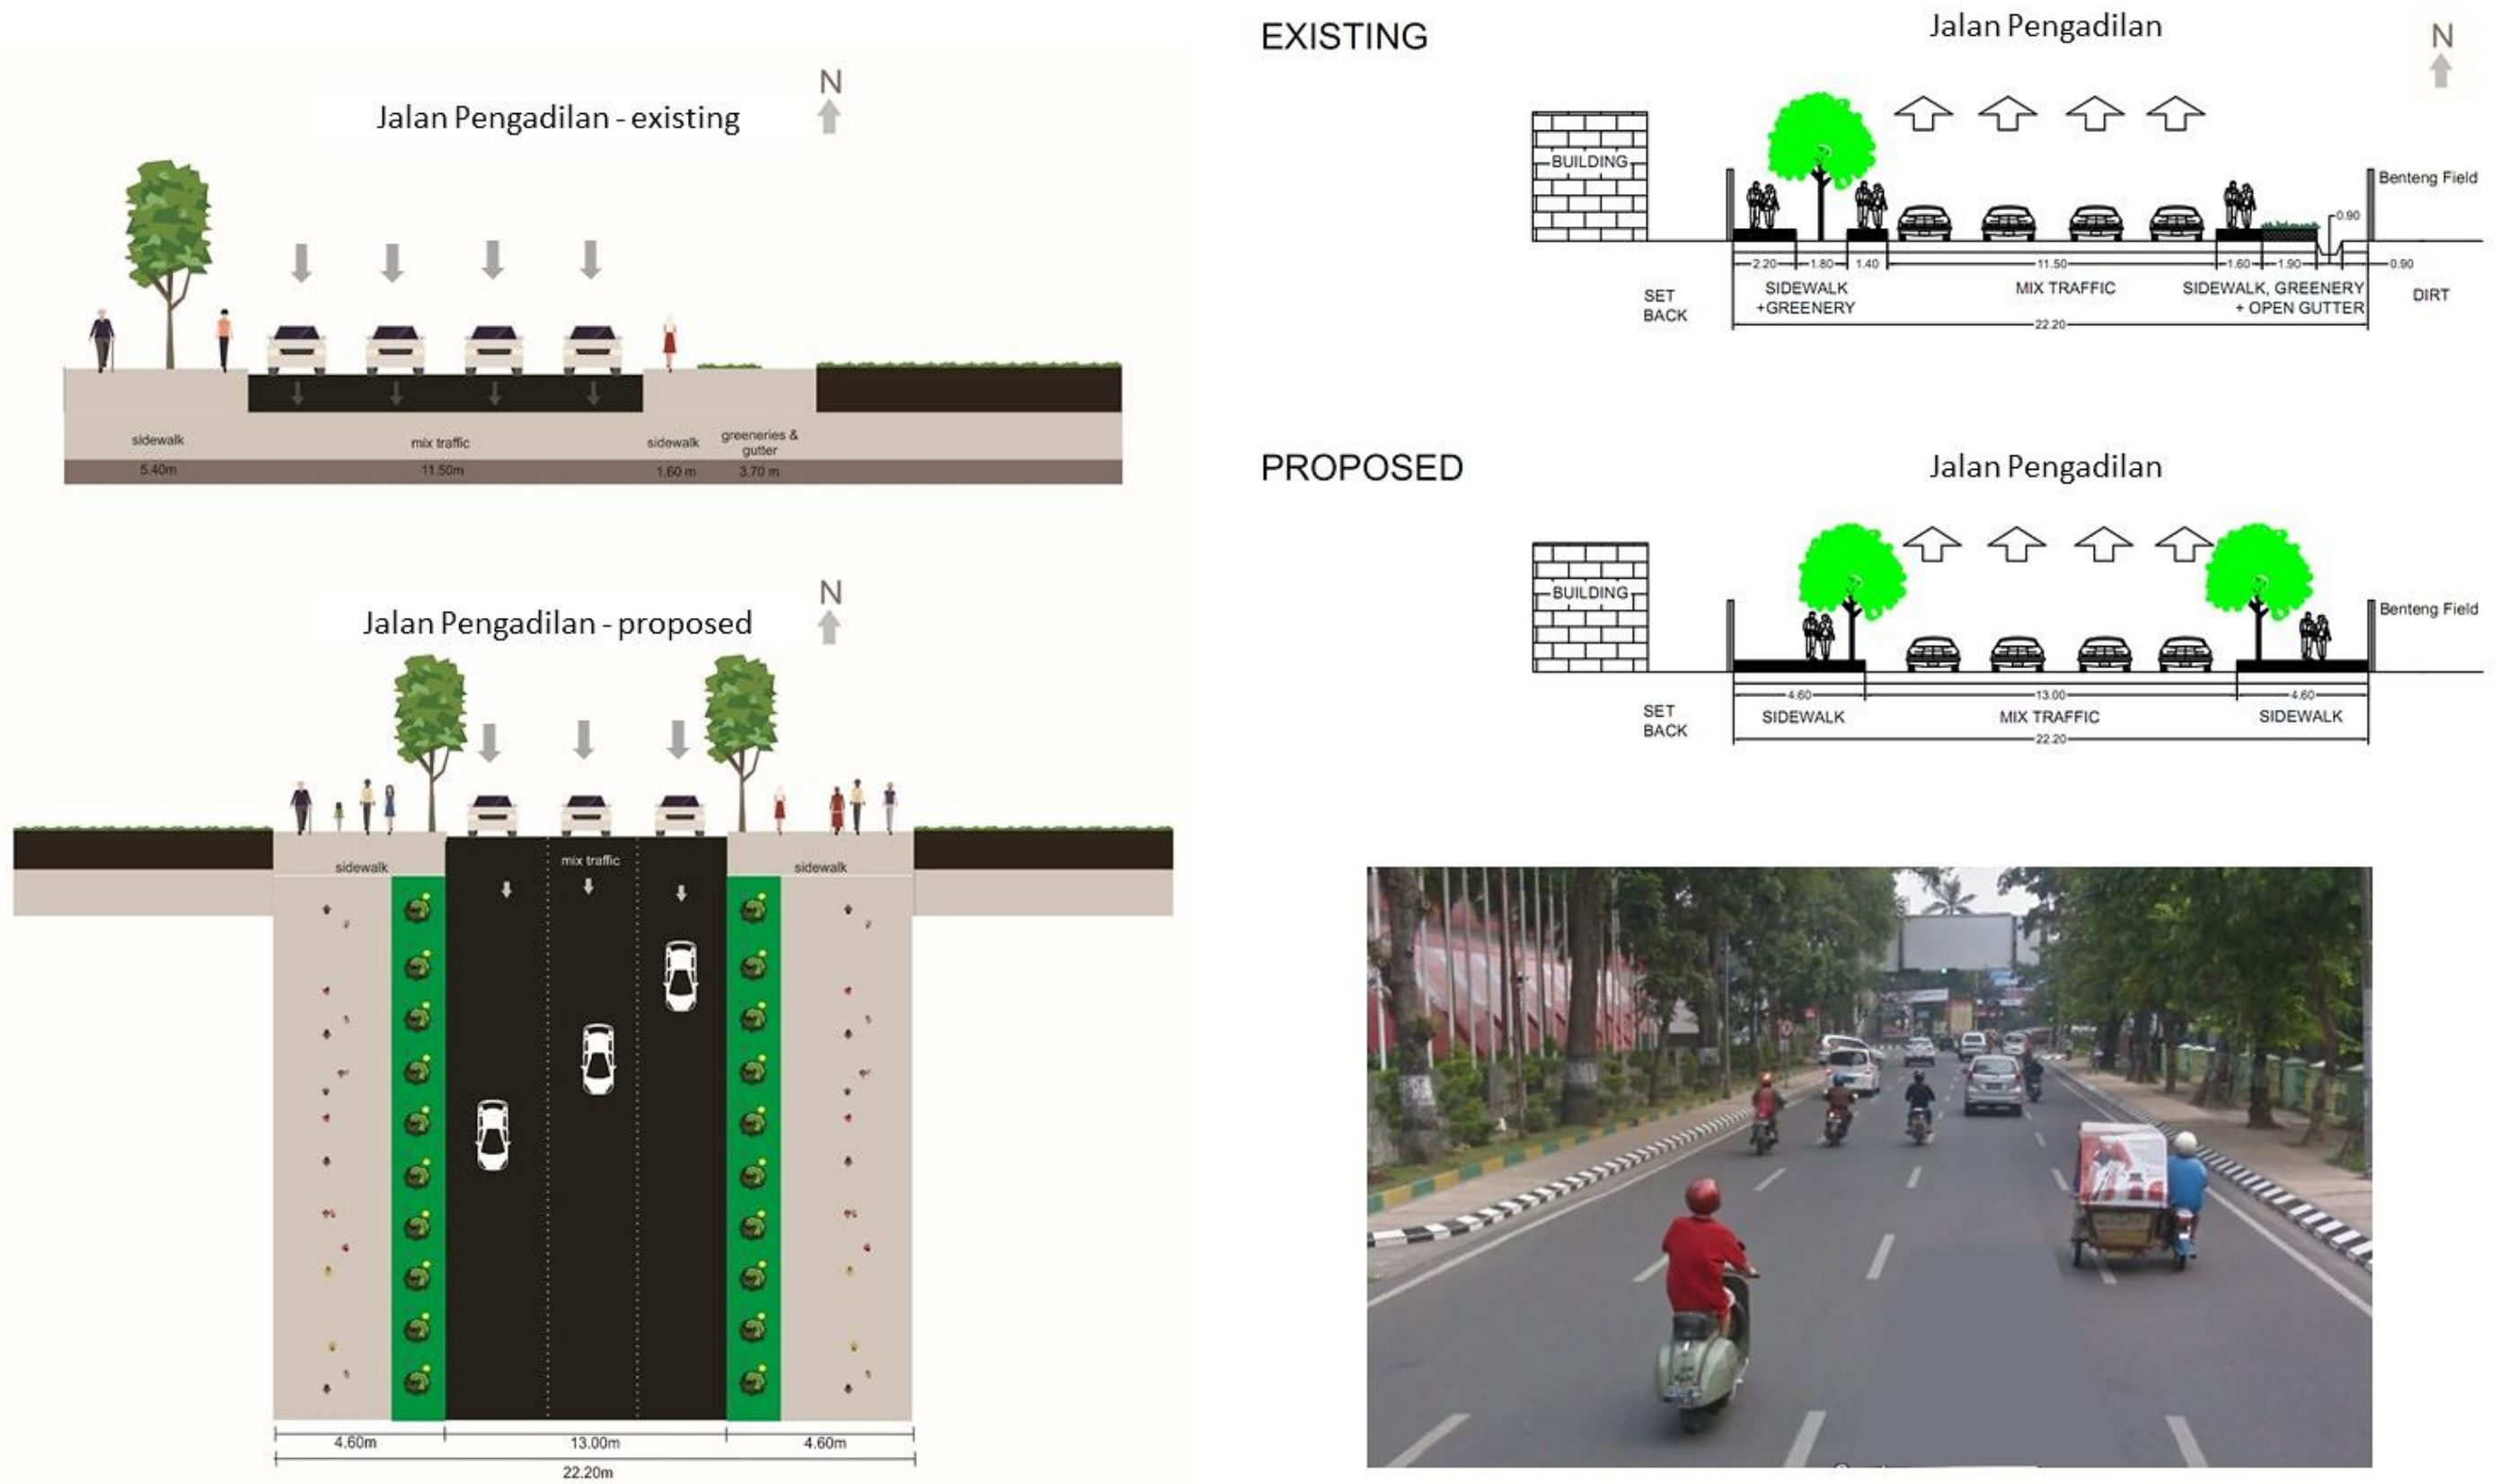 Jalan Pengadilan - existing
N
sidewalk
mix traffic
sidewalk
greeneries &
gutter
5.40m
11.50m
1.60 m
3.70 m
Jalan Pengadilan - proposed
N
sidewalk
mix traffic
sidewalk
4.60m
13.00m
4.60m
22.20m
EXISTING
Jalan Pengadilan
N
BUILDING
Benteng Field
0.90
2.20
1.80
1.40
11.50
1.60
1.90
0.90
SET
BACK
SIDEWALK
+GREENERY
MIX TRAFFIC
SIDEWALK, GREENERY
+ OPEN GUTTER
DIRT
22.20
PROPOSED
Jalan Pengadilan
BUILDING
Benteng Field
4.60
13.00
4.60
SET
BACK
SIDEWALK
MIX TRAFFIC
SIDEWALK
22.20